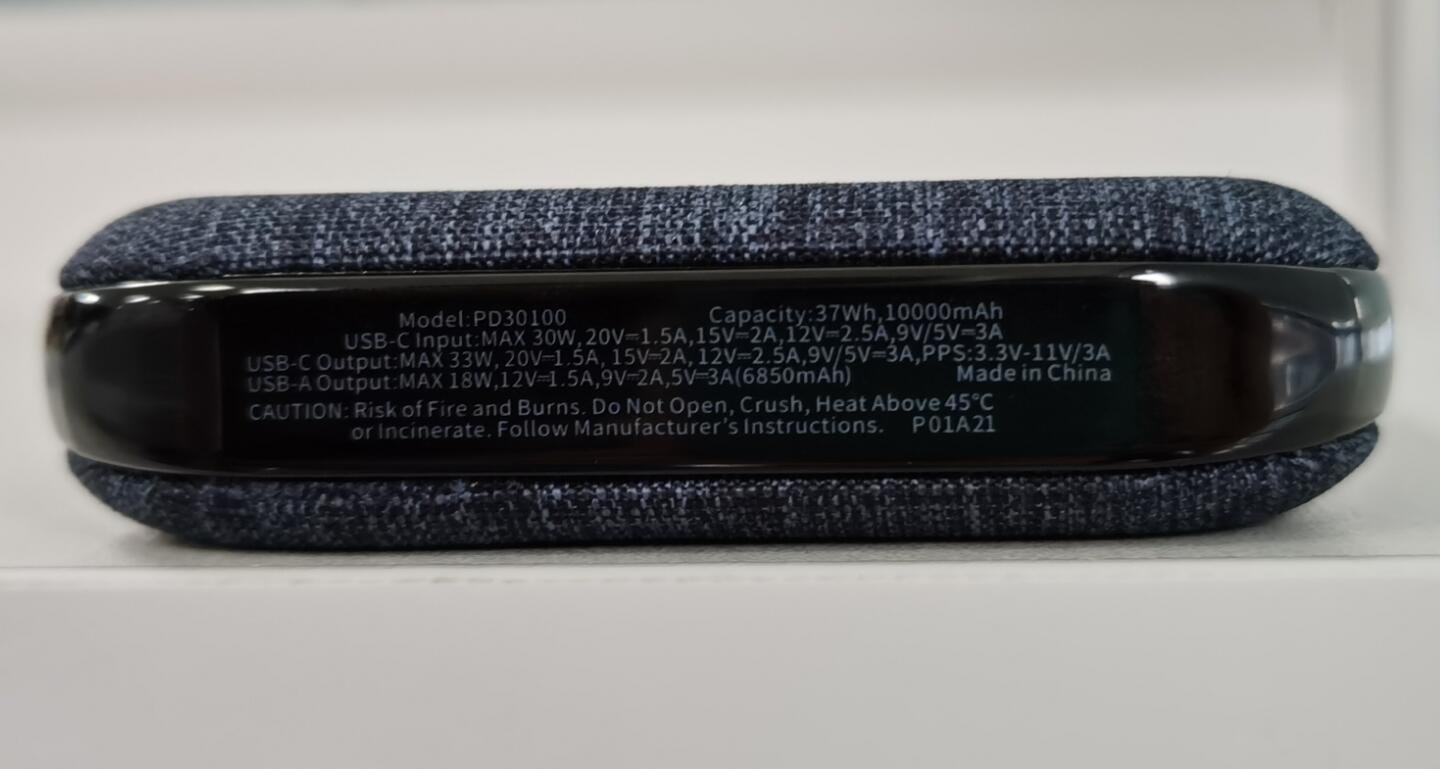 Model:PD30100 Capacity:37Wh,10000mAh
USB-C Input:MAX 30W,20V⎓1.5A,15V⎓2A,12V⎓2.5A,9V/5V⎓3A
USB-C Output:MAX 33W, 20V⎓1.5A, 15V⎓2A, 12V⎓2.5A,9V/5V⎓3A,PPS:3.3V-11V/3A
USB-A Output:MAX 18W,12V⎓1.5A,9V⎓2A,5V⎓3A(6850mAh) Made in China
CAUTION: Risk of Fire and Burns. Do Not Open, Crush, Heat Above 45°C
or Incinerate. Follow Manufacturer's Instructions. P01A21